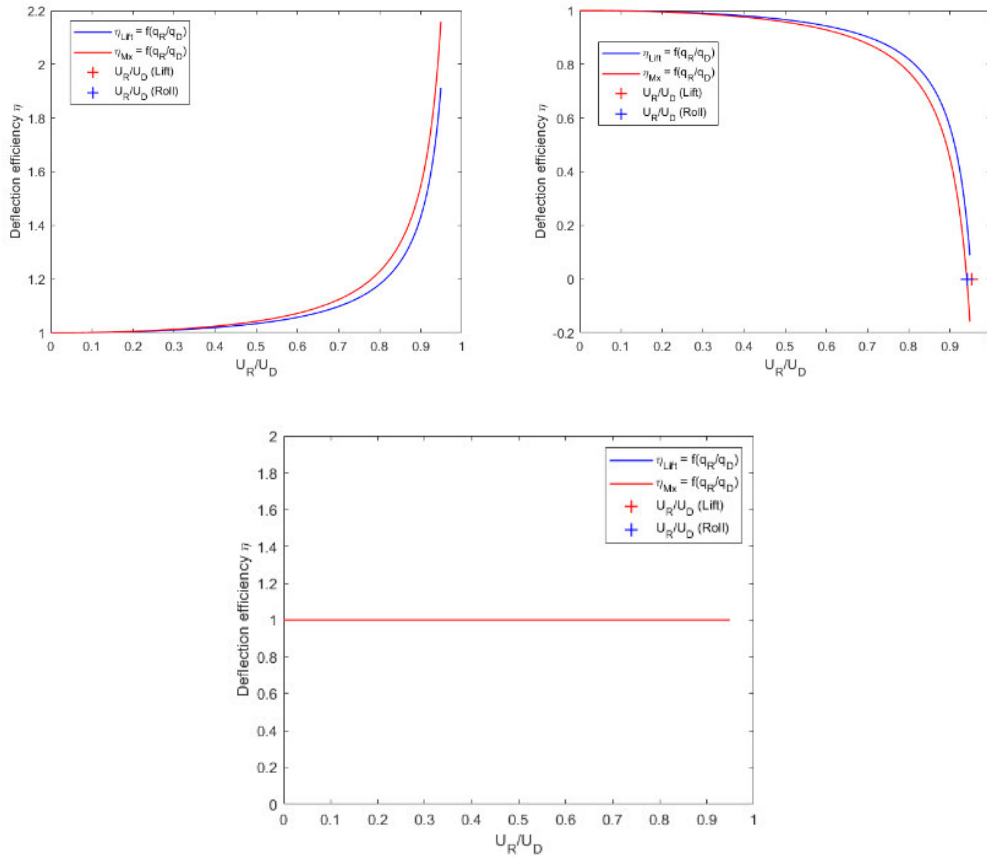 2.2
2
1.8
1.6
1.4
1.2
1
Deflection efficiency η
η_Lift = f(q_R/q_D)
η_Mx = f(q_R/q_D)
U_R/U_D (Lift)
U_R/U_D (Roll)
0 0.1 0.2 0.3 0.4 0.5 0.6 0.7 0.8 0.9 1
U_R/U_D
1
0.8
0.6
0.4
0.2
0
-0.2
Deflection efficiency η
η_Lift = f(q_R/q_D)
η_Mx = f(q_R/q_D)
U_R/U_D (Lift)
U_R/U_D (Roll)
0 0.1 0.2 0.3 0.4 0.5 0.6 0.7 0.8 0.9
U_R/U_D
2
1.8
1.6
1.4
1.2
1
0.8
0.6
0.4
0.2
0
Deflection efficiency η
η_Lift = f(q_R/q_D)
η_Mx = f(q_R/q_D)
U_R/U_D (Lift)
U_R/U_D (Roll)
0 0.1 0.2 0.3 0.4 0.5 0.6 0.7 0.8 0.9 1
U_R/U_D